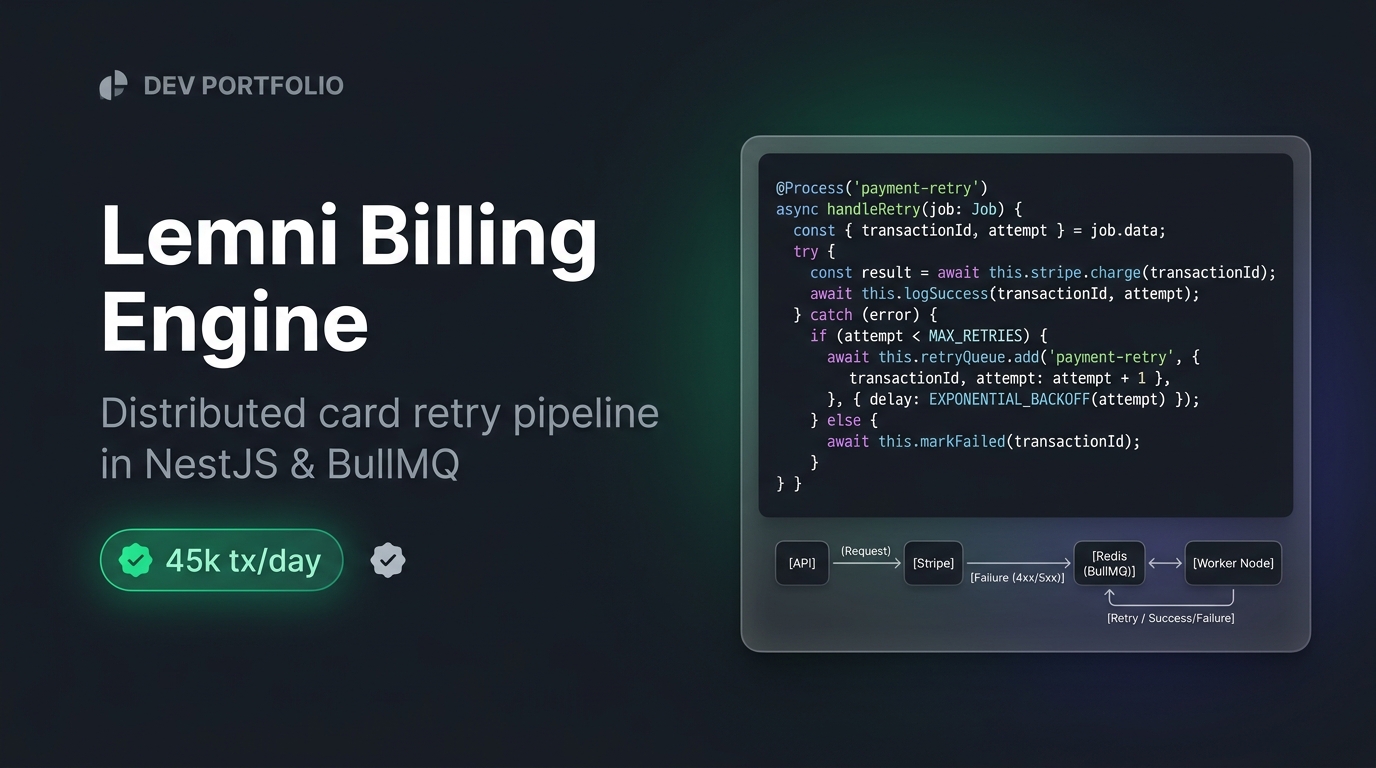 DEV PORTFOLIO
Lemni Billing
Engine
Distributed card retry pipeline
in NestJS & BullMQ
45k tx/day
@Process('payment-retry')
async handleRetry(job: Job) {
  const { transactionId, attempt } = job.data;
  try {
    const result = await this.stripe.charge(transactionId);
    await this.logSuccess(transactionId, attempt);
  } catch (error) {
    if (attempt < MAX_RETRIES) {
      await this.retryQueue.add('payment-retry', {
        transactionId, attempt: attempt + 1 },
      }, { delay: EXPONENTIAL_BACKOFF(attempt) });
    } else {
      await this.markFailed(transactionId);
    }
} }
[API]
(Request)
[Stripe]
[Failure (4xx/5xx)]
[Redis
(BullMQ)]
[Worker Node]
[Retry / Success/Failure]